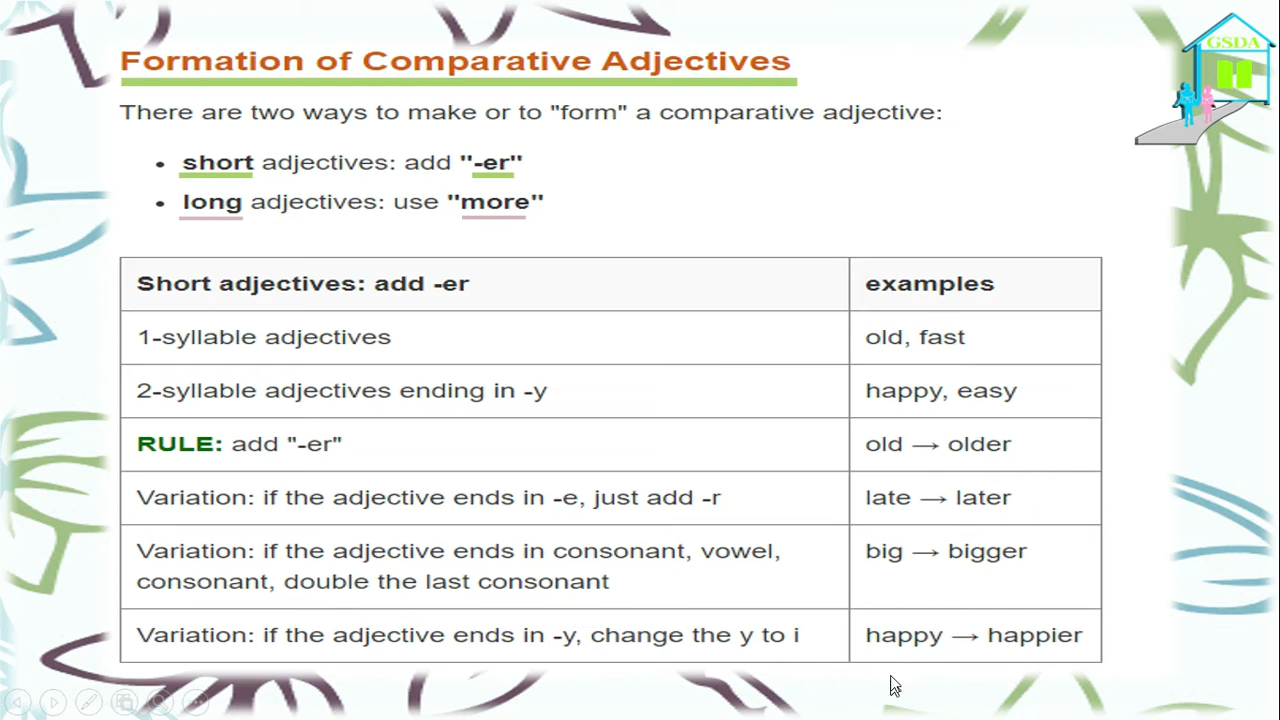 GSDA
Formation of Comparative Adjectives
There are two ways to make or to "form" a comparative adjective:
• short adjectives: add "-er"
• long adjectives: use "more"
Short adjectives: add -er examples
1-syllable adjectives old, fast
2-syllable adjectives ending in -y happy, easy
RULE: add "-er" old → older
Variation: if the adjective ends in -e, just add -r late → later
Variation: if the adjective ends in consonant, vowel, big → bigger
consonant, double the last consonant
Variation: if the adjective ends in -y, change the y to i happy → happier